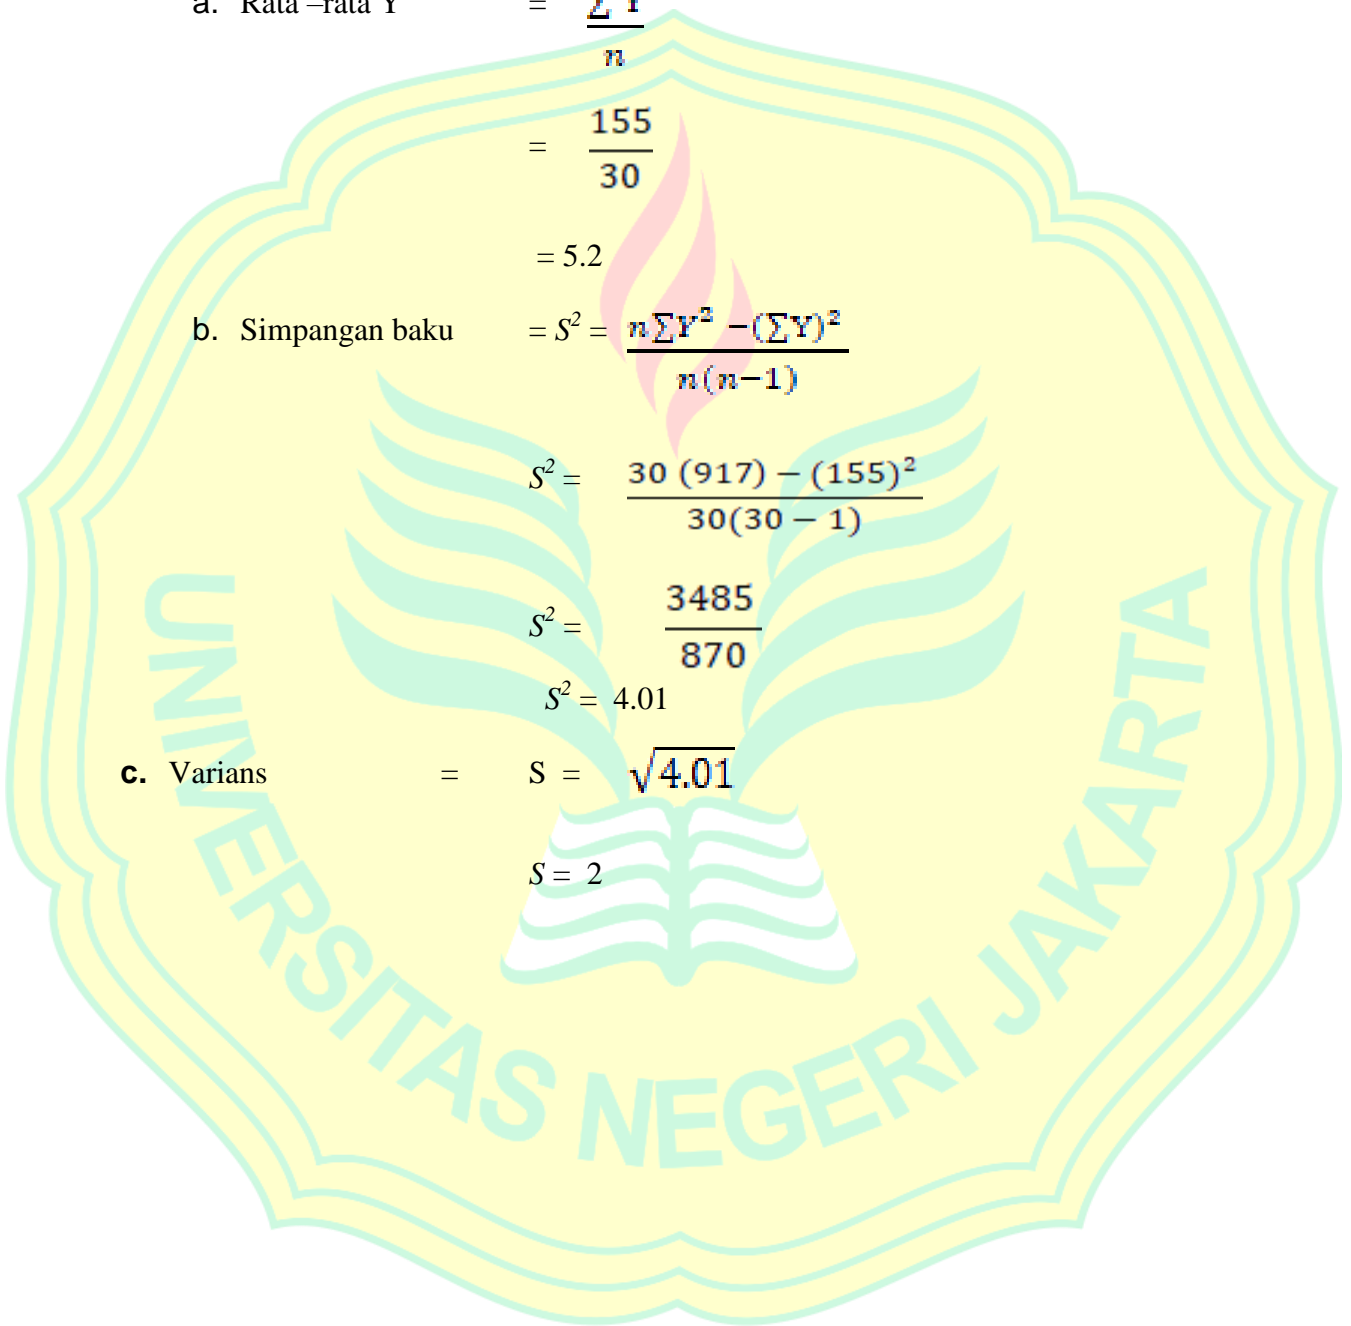 a. Rata –rata Y = ∑ Y
n
= 155
30
= 5.2
b. Simpangan baku = S² = n∑Y² −(∑Y)²
n(n−1)
S² = 30 (917) − (155)²
30(30 − 1)
S² = 3485
870
S² = 4.01
c. Varians = S = √4.01
S = 2
UNIVERSITAS NEGERI JAKARTA